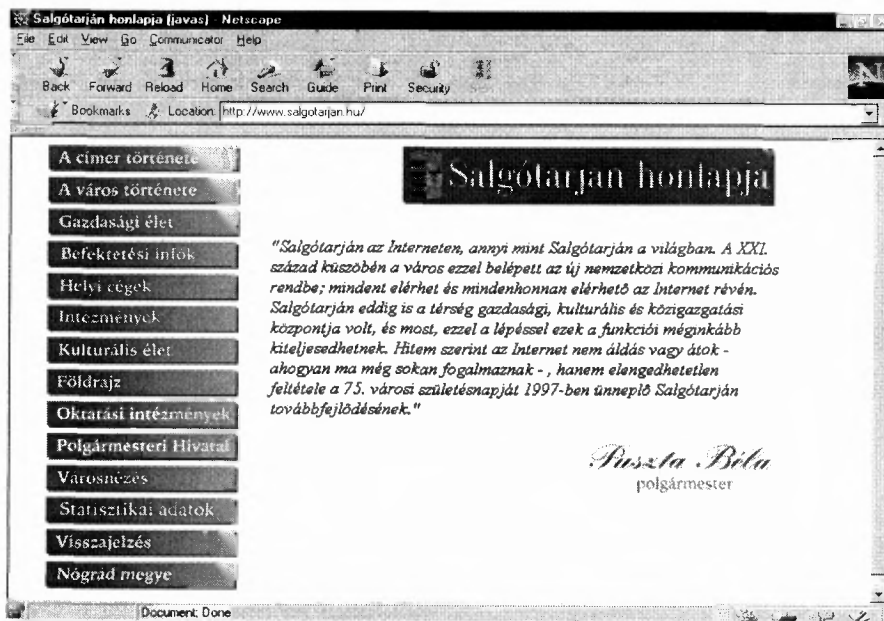 Salgótarján honlapja (javas) - Netscape
File Edit View Go Communicator Help
Back Forward Reload Home Search Guide Print Security
Bookmarks Location: http://www.salgotarjan.hu/
A címer története
A város története
Gazdasági élet
Befektetési infók
Helyi cégek
Intézmények
Kulturális élet
Földrajz
Oktatási intézmények
Polgármesteri Hivatal
Városnézés
Statisztikai adatok
Visszajelzés
Nógrád megye
Salgótarján honlapja
"Salgótarján az Interneten, annyi mint Salgótarján a világban. A XXI.
század küszöbén a város ezzel belépett az új nemzetközi kommunikációs
rendbe; mindent elérhet és mindenhonnan elérhető az Internet révén.
Salgótarján eddig is a térség gazdasági, kulturális és közigazgatási
központja volt, és most, ezzel a lépéssel ezek a funkciói méginkább
kiteljesedhetnek. Hitem szerint az Internet nem áldás vagy átok -
ahogyan ma még sokan fogalmaznak - , hanem elengedhetetlen
feltétele a 75. városi születésnapját 1997-ben ünneplő Salgótarján
továbbfejlődésének."
Puszta Béla
polgármester
Document: Done